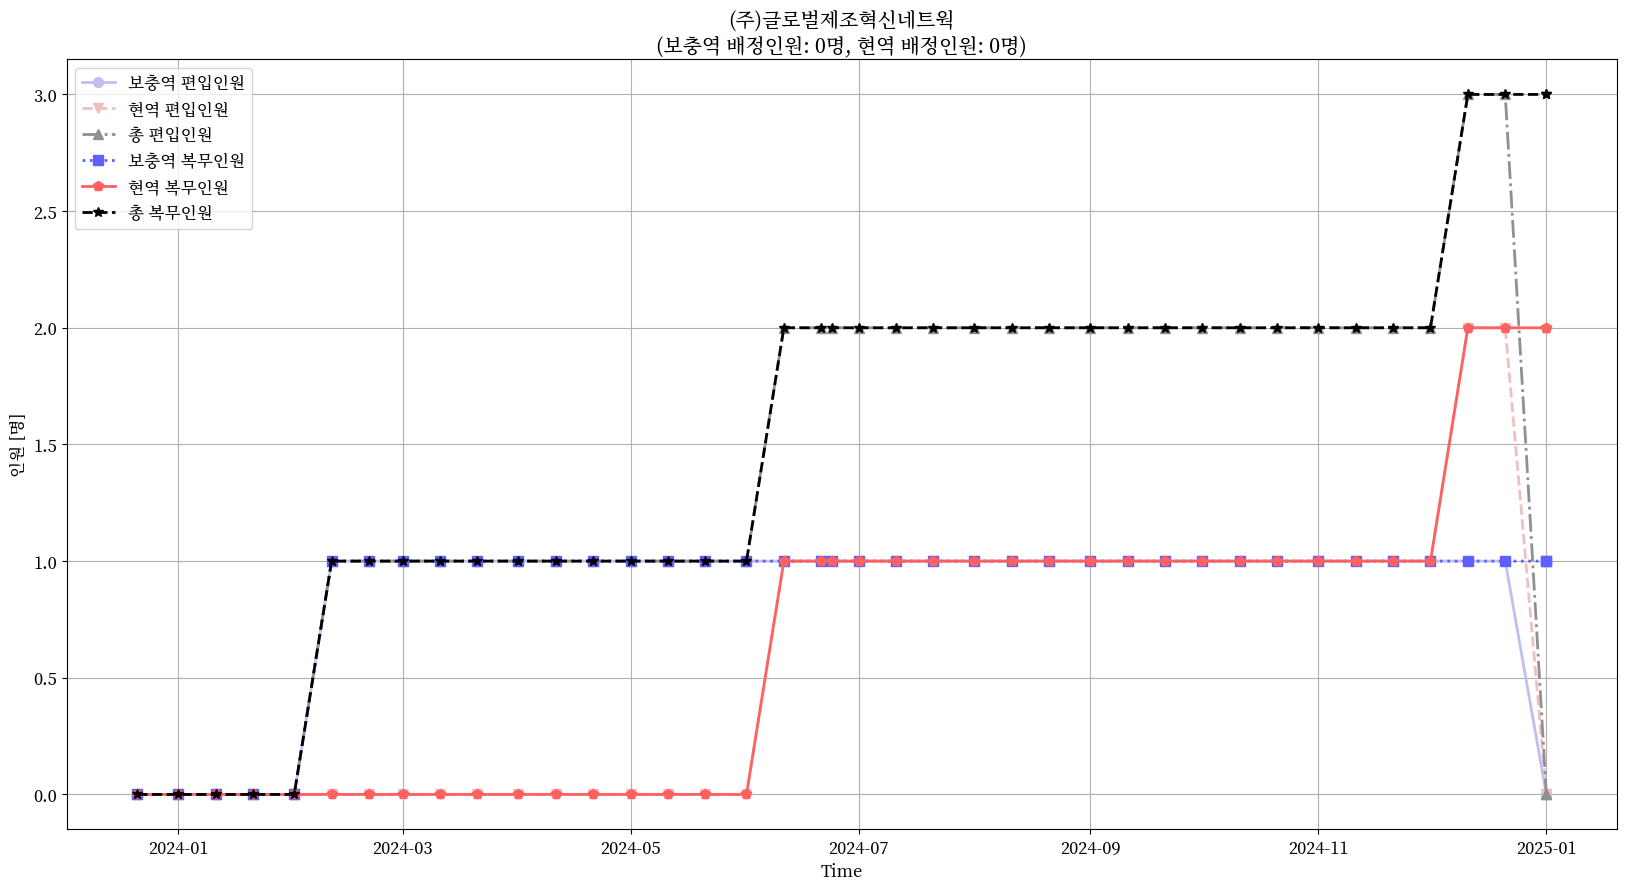 (주)글로벌제조혁신네트웍
(보충역 배정인원: 0명, 현역 배정인원: 0명)
보충역 편입인원
현역 편입인원
총 편입인원
보충역 복무인원
현역 복무인원
총 복무인원
인원 [명]
3.0
2.5
2.0
1.5
1.0
0.5
0.0
2024-01 2024-03 2024-05 2024-07 2024-09 2024-11 2025-01
Time